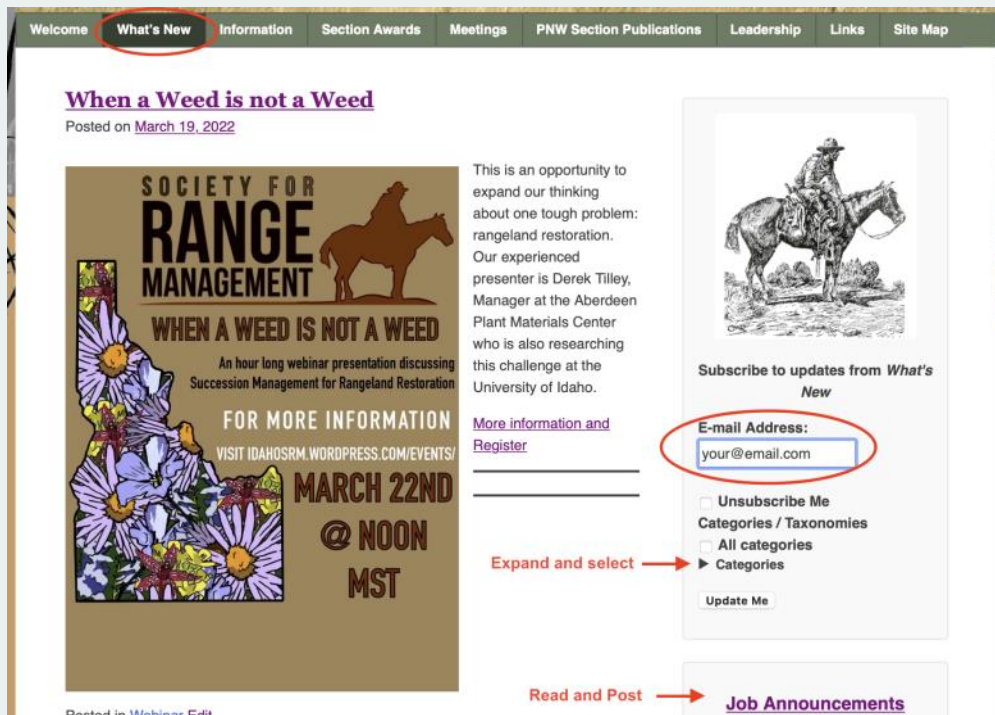 Welcome What's New Information Section Awards Meetings PNW Section Publications Leadership Links Site Map
When a Weed is not a Weed
Posted on March 19, 2022
SOCIETY FOR
RANGE
MANAGEMENT
WHEN A WEED IS NOT A WEED
An hour long webinar presentation discussing
Succession Management for Rangeland Restoration
FOR MORE INFORMATION
VISIT IDAHOSRM.WORDPRESS.COM/EVENTS/
MARCH 22ND
@ NOON
MST
This is an opportunity to
expand our thinking
about one tough problem:
rangeland restoration.
Our experienced
presenter is Derek Tilley,
Manager at the Aberdeen
Plant Materials Center
who is also researching
this challenge at the
University of Idaho.
More information and
Register
Posted in Webinar Edit
Subscribe to updates from What's
New
E-mail Address:
your@email.com
Unsubscribe Me
Categories / Taxonomies
All categories
Expand and select
Categories
Update Me
Read and Post
Job Announcements